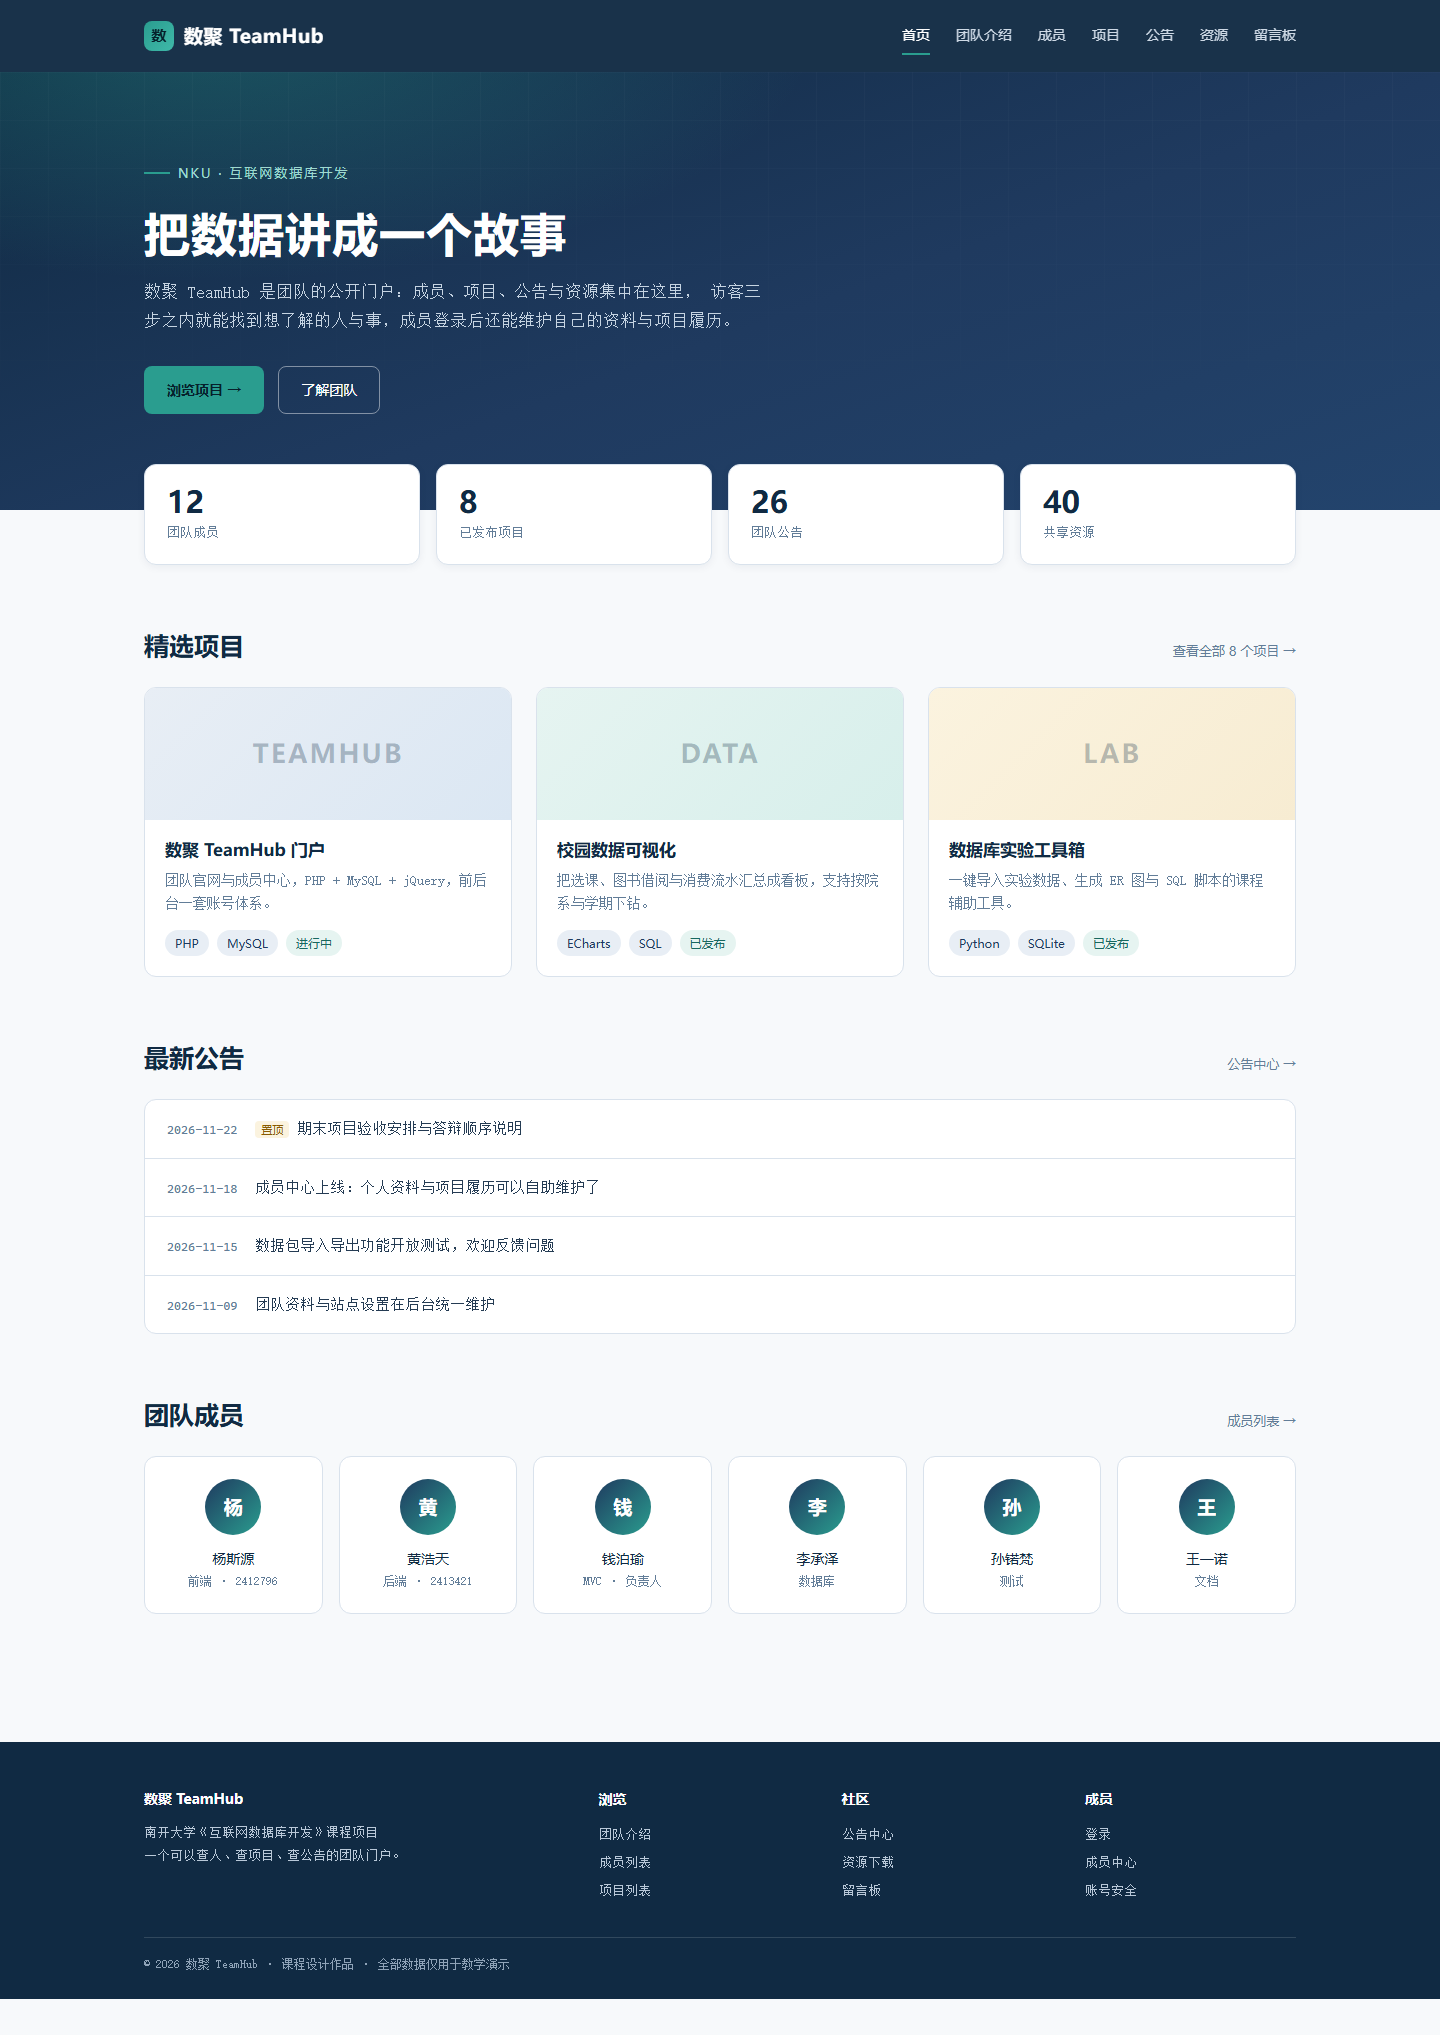 数 数聚 TeamHub
首页 团队介绍 成员 项目 公告 资源 留言板
NKU · 互联网数据库开发
把数据讲成一个故事
数聚 TeamHub 是团队的公开门户：成员、项目、公告与资源集中在这里， 访客三
步之内就能找到想了解的人与事，成员登录后还能维护自己的资料与项目履历。
浏览项目 → 了解团队
12 8 26 40
团队成员 已发布项目 团队公告 共享资源
精选项目 查看全部 8 个项目 →
TEAMHUB
数聚 TeamHub 门户
团队官网与成员中心，PHP + MySQL + jQuery，前后
台一套账号体系。
PHP MySQL 进行中
DATA
校园数据可视化
把选课、图书借阅与消费流水汇总成看板，支持按院
系与学期下钻。
ECharts SQL 已发布
LAB
数据库实验工具箱
一键导入实验数据、生成 ER 图与 SQL 脚本的课程
辅助工具。
Python SQLite 已发布
最新公告 公告中心 →
2026-11-22 置顶 期末项目验收安排与答辩顺序说明
2026-11-18 成员中心上线：个人资料与项目履历可以自助维护了
2026-11-15 数据包导入导出功能开放测试，欢迎反馈问题
2026-11-09 团队资料与站点设置在后台统一维护
团队成员 成员列表 →
杨
杨斯源
前端 · 2412796
黄
黄浩天
后端 · 2413421
钱
钱泊瑜
MVC · 负责人
李
李承泽
数据库
孙
孙锴梵
测试
王
王一诺
文档
数聚 TeamHub
南开大学《互联网数据库开发》课程项目
一个可以查人、查项目、查公告的团队门户。
浏览
团队介绍
成员列表
项目列表
社区
公告中心
资源下载
留言板
成员
登录
成员中心
账号安全
© 2026 数聚 TeamHub · 课程设计作品 · 全部数据仅用于教学演示